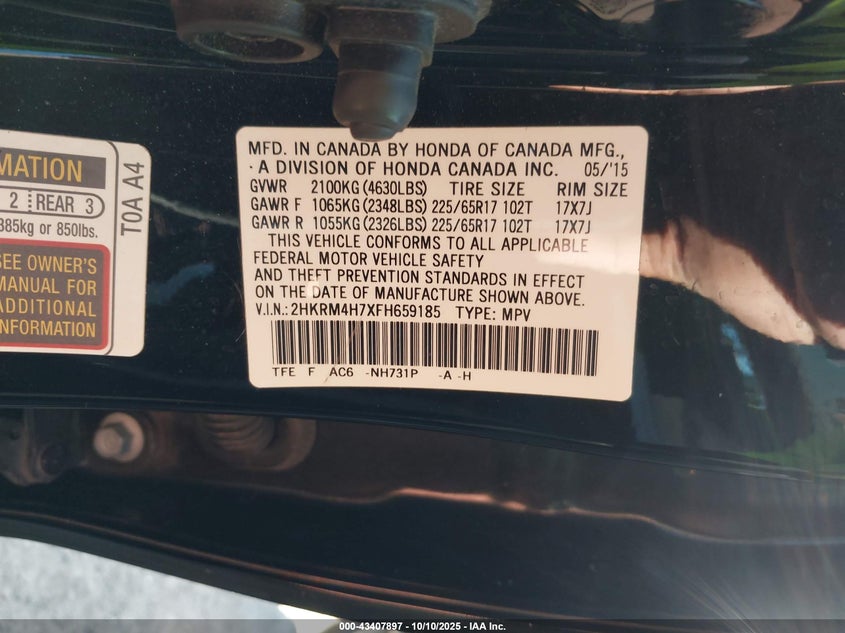 MATION
2 REAR 3
385kg or 850lbs.
SEE OWNER'S
MANUAL FOR
ADDITIONAL
INFORMATION
T0A A4
MFD. IN CANADA BY HONDA OF CANADA MFG.,
A DIVISION OF HONDA CANADA INC. 05/'15
GVWR 2100KG (4630LBS) TIRE SIZE RIM SIZE
GAWR F 1065KG (2348LBS) 225/65R17 102T 17X7J
GAWR R 1055KG (2326LBS) 225/65R17 102T 17X7J
THIS VEHICLE CONFORMS TO ALL APPLICABLE
FEDERAL MOTOR VEHICLE SAFETY
AND THEFT PREVENTION STANDARDS IN EFFECT
ON THE DATE OF MANUFACTURE SHOWN ABOVE.
V.I.N.: 2HKRM4H7XFH659185 TYPE: MPV
TFE F AC6 -NH731P -A -H
000-43407897 - 10/10/2025 - IAA Inc.